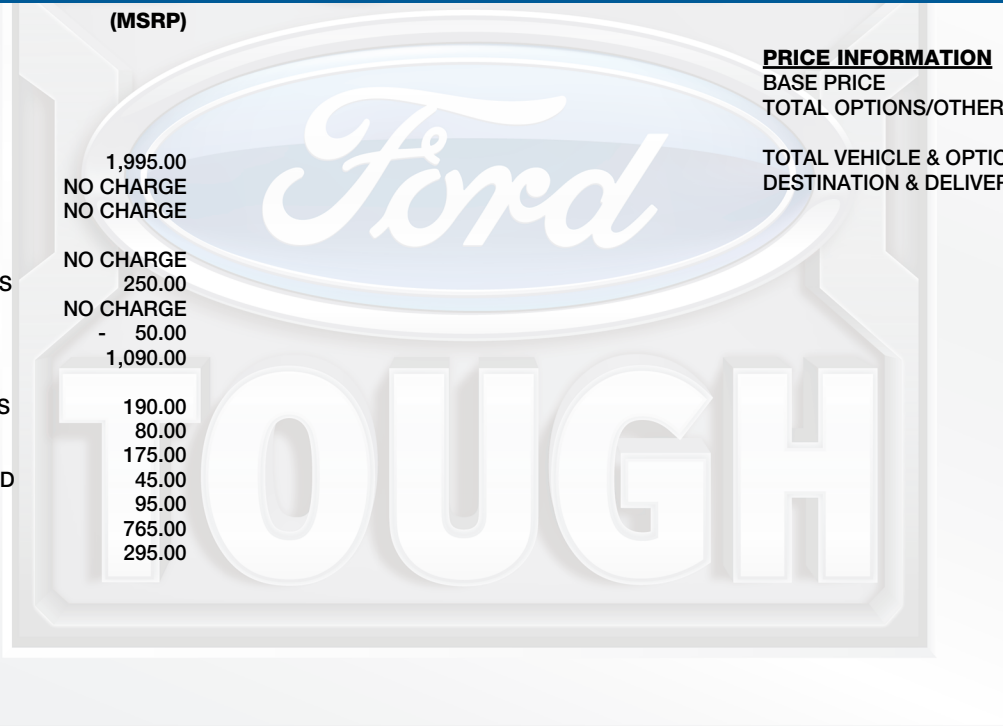 (MSRP)
1,995.00
NO CHARGE
NO CHARGE
NO CHARGE
S 250.00
NO CHARGE
- 50.00
1,090.00
S 190.00
80.00
175.00
D 45.00
95.00
765.00
295.00
PRICE INFORMATION
BASE PRICE
TOTAL OPTIONS/OTHER
TOTAL VEHICLE & OPTIO
DESTINATION & DELIVER
Ford
TOUGH